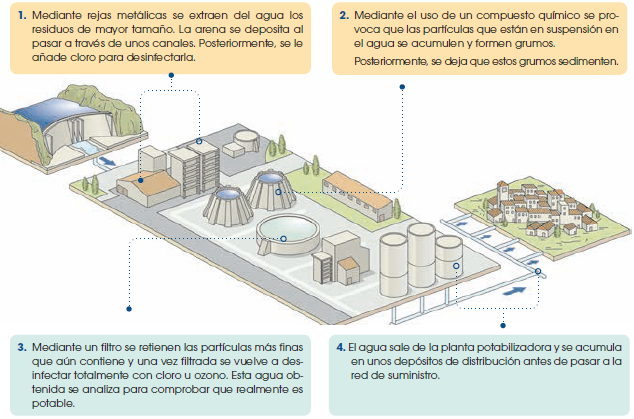 1. Mediante rejas metálicas se extraen del agua los
residuos de mayor tamaño. La arena se deposita al
pasar a través de unos canales. Posteriormente, se le
añade cloro para desinfectarla.
2. Mediante el uso de un compuesto químico se pro-
voca que las partículas que están en suspensión en
el agua se acumulen y formen grumos.
Posteriormente, se deja que estos grumos sedimenten.
3. Mediante un filtro se retienen las partículas más finas
que aún contiene y una vez filtrada se vuelve a des-
infectar totalmente con cloro u ozono. Esta agua ob-
tenida se analiza para comprobar que realmente es
potable.
4. El agua sale de la planta potabilizadora y se acumula
en unos depósitos de distribución antes de pasar a la
red de suministro.